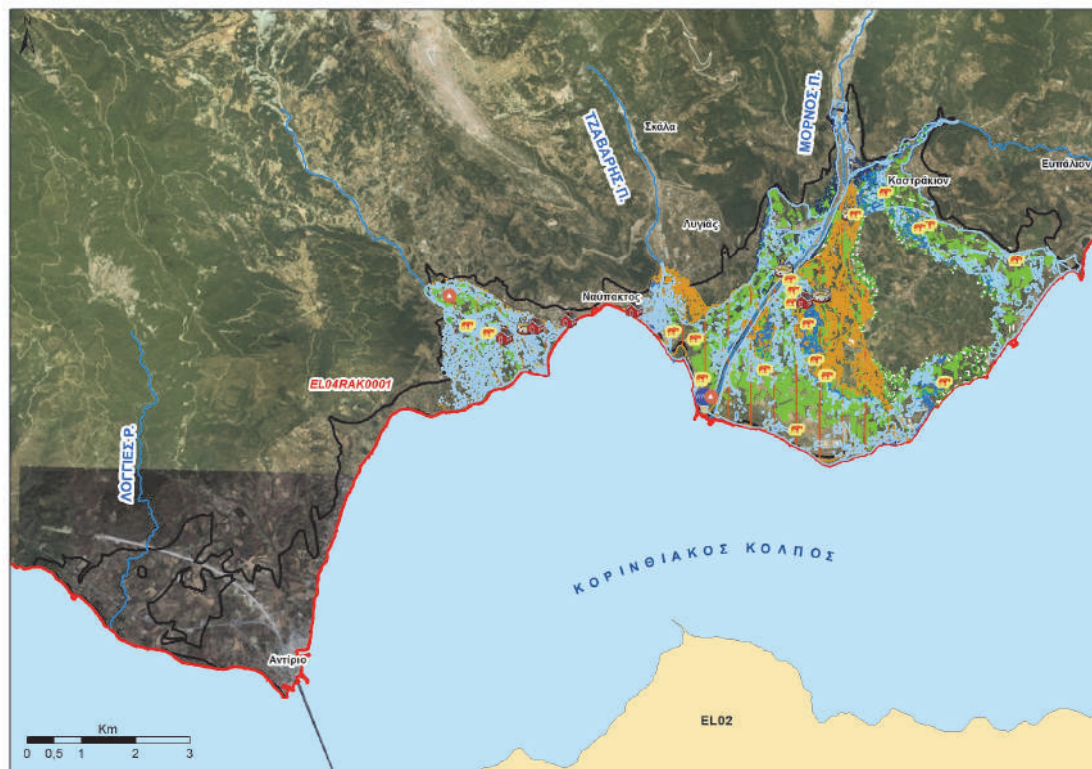 ΜΟΡΝΟΣ Π.
ΤΖΑΒΑΡΗΣ Π.
Σκάλα
Ευπάλιον
Καστράκιον
Λυγιάς
Ναύπακτος
EL04RAK0001
ΛΟΓΓΙΕΣ Ρ.
ΚΟΡΙΝΘΙΑΚΟΣ ΚΟΛΠΟΣ
Αντίριο
EL02
Km
0 0,5 1 2 3